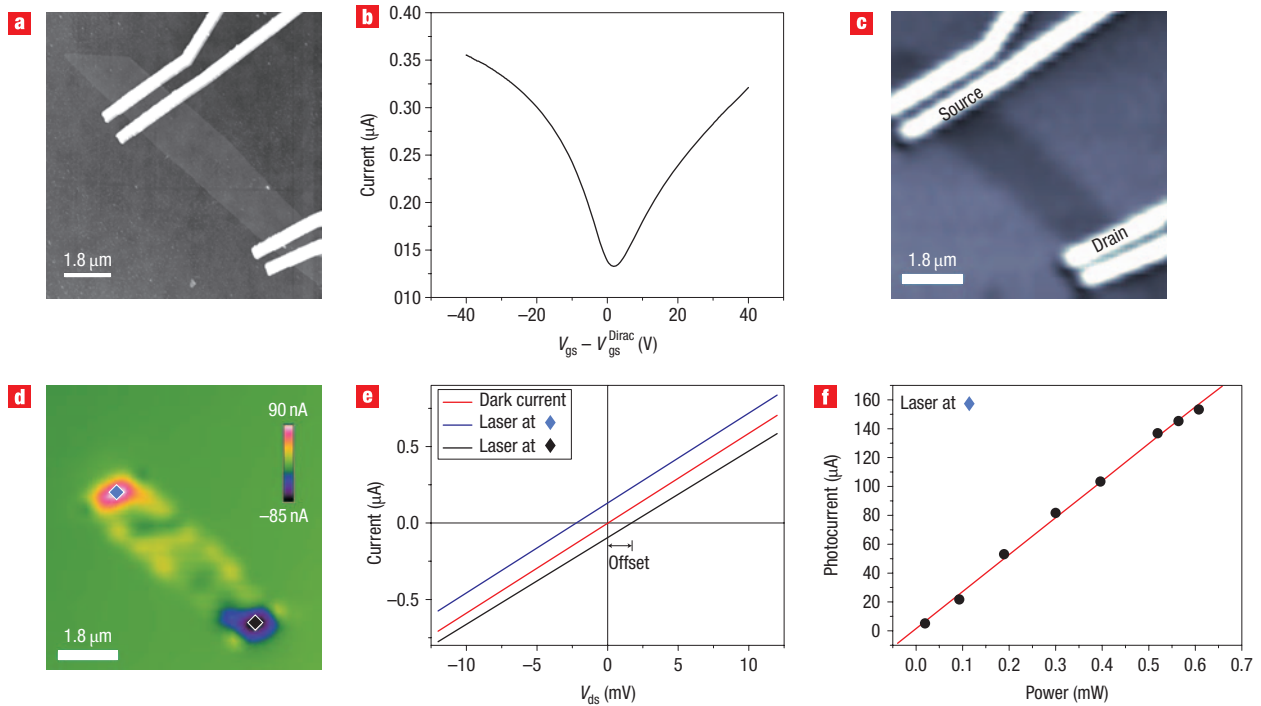 a
1.8 μm
b
Current (μA)
0.40
0.35
0.30
0.25
0.20
015
010
–40
–20
0
20
40
Vgs – VgsDirac (V)
c
Source
Drain
1.8 μm
d
90 nA
–85 nA
1.8 μm
e
Dark current
Laser at
Laser at
Current (μA)
0.5
0.0
–0.5
Offset
–10
–5
0
5
10
Vds (mV)
f
Laser at
Photocurrent (μA)
160
140
120
100
80
60
40
20
0
0.0
0.1
0.2
0.3
0.4
0.5
0.6
0.7
Power (mW)